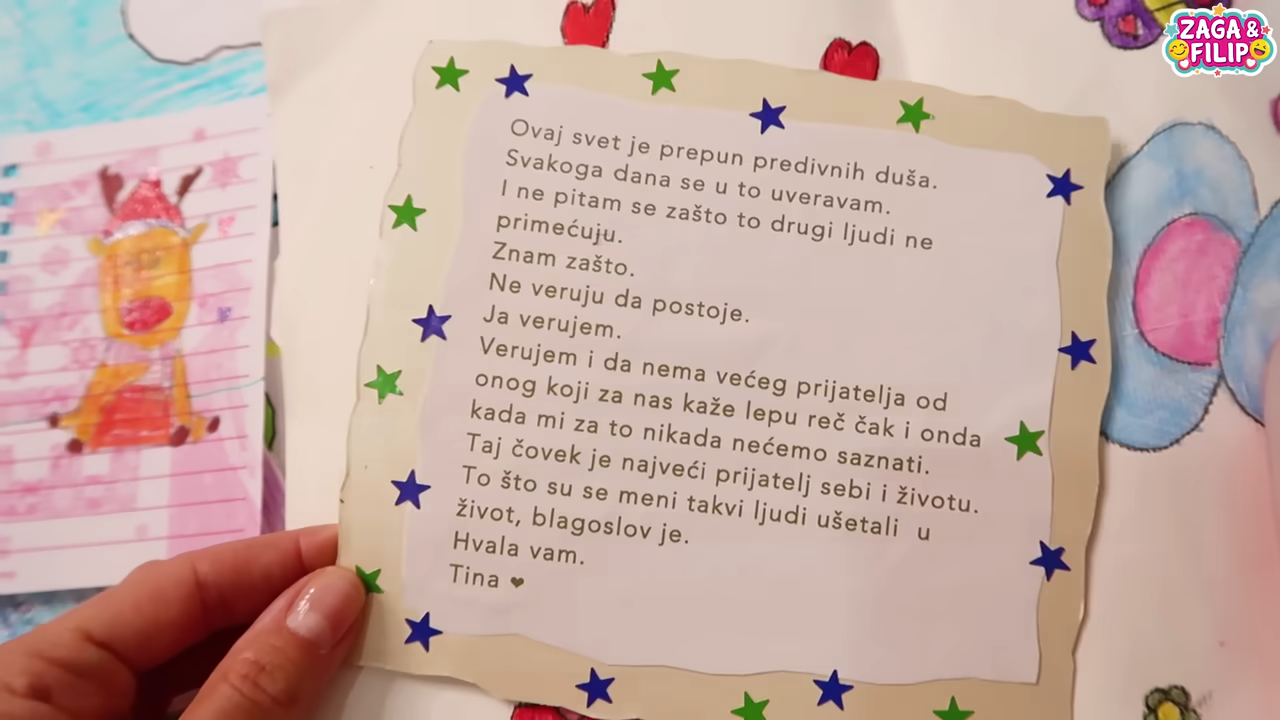 ZAGA &
FILIP
Ovaj svet je prepun predivnih duša.
Svakoga dana se u to uveravam.
I ne pitam se zašto to drugi ljudi ne
primećuju.
Znam zašto.
Ne veruju da postoje.
Ja verujem.
Verujem i da nema većeg prijatelja od
onog koji za nas kaže lepu reč čak i onda
kada mi za to nikada nećemo saznati.
Taj čovek je najveći prijatelj sebi i životu.
To što su se meni takvi ljudi ušetali u
život, blagoslov je.
Hvala vam.
Tina ❤